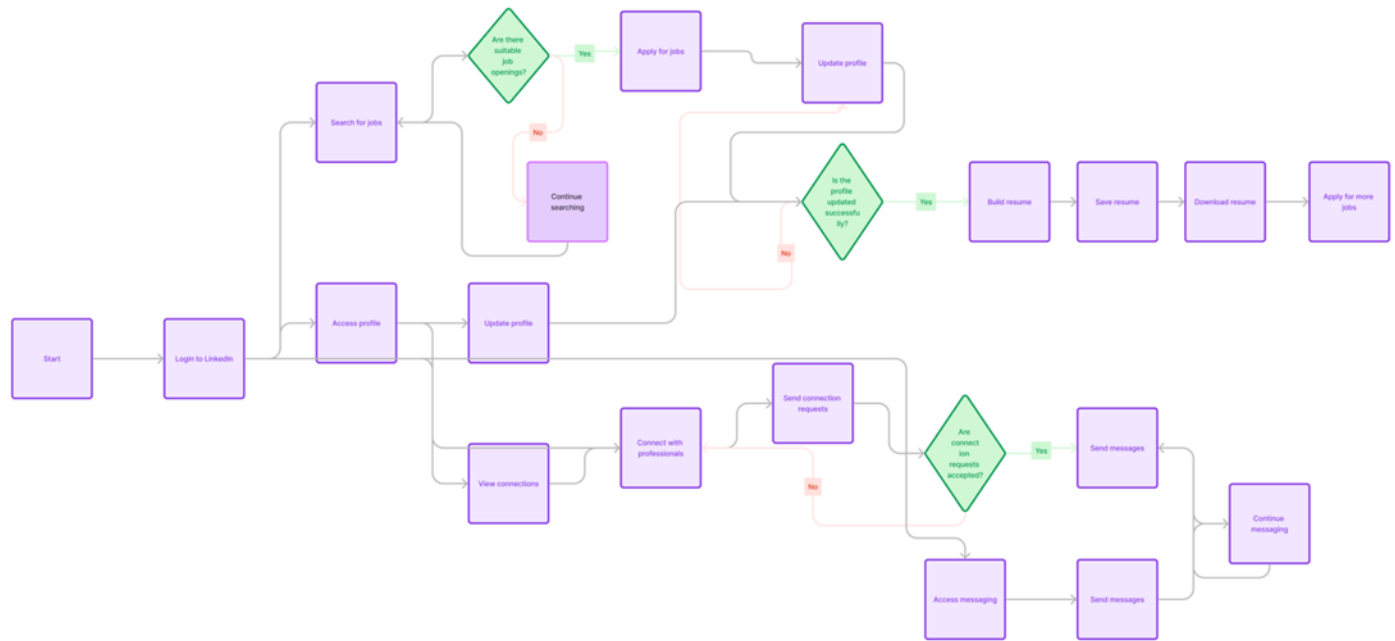 Are there
suitable
job
openings?
Yes
Apply for jobs
Update profile
Search for jobs
No
Continue
searching
Is the
profile
updated
successfu
lly?
Yes
No
Build resume
Save resume
Download resume
Apply for more
jobs
Access profile
Update profile
Start
Login to LinkedIn
Send connection
requests
Connect with
professionals
View connections
Are
connect
ion
requests
accepted?
Yes
No
Send messages
Continue
messaging
Access messaging
Send messages